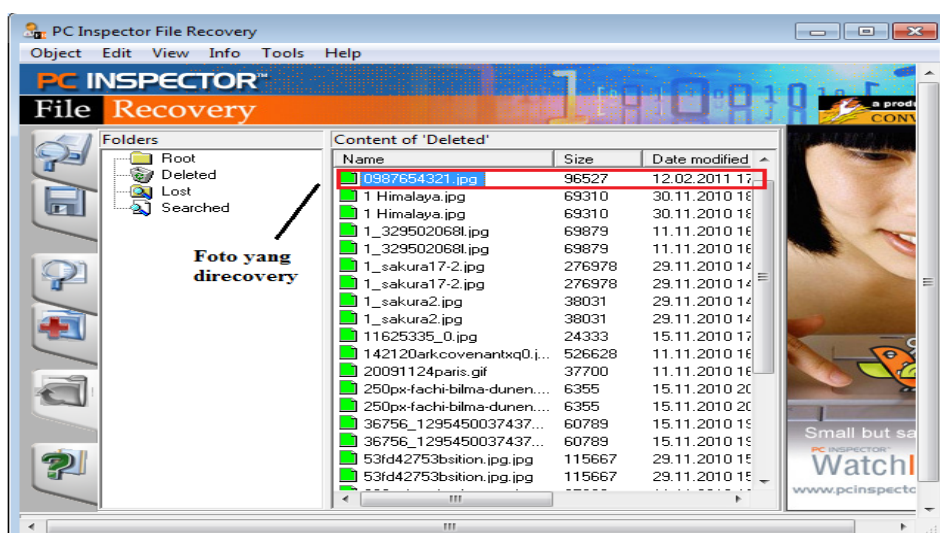 PC Inspector File Recovery
Object Edit View Info Tools Help
PC INSPECTOR™
File Recovery
a produ
CONV
Folders
Root
Deleted
Lost
Searched
Foto yang
direcovery
Content of 'Deleted'
Name Size Date modified
0987654321.jpg 96527 12.02.2011 17
1 Himalaya.jpg 69310 30.11.2010 18
1 Himalaya.jpg 69310 30.11.2010 18
1_329502068l.jpg 69879 11.11.2010 16
1_329502068l.jpg 69879 11.11.2010 16
1_sakura17-2.jpg 276978 29.11.2010 14
1_sakura17-2.jpg 276978 29.11.2010 14
1_sakura2.jpg 38031 29.11.2010 14
1_sakura2.jpg 38031 29.11.2010 14
11625335_0.jpg 24333 15.11.2010 17
142120arkcovenantxq0.j... 526628 11.11.2010 16
20091124paris.gif 37700 11.11.2010 16
250px-fachi-bilma-dunen.... 6355 15.11.2010 20
250px-fachi-bilma-dunen.... 6355 15.11.2010 20
36756_1295450037437... 60789 15.11.2010 19
36756_1295450037437... 60789 15.11.2010 19
53fd42753bsition.jpg.jpg 115667 29.11.2010 15
53fd42753bsition.jpg.jpg 115667 29.11.2010 15
Small but sa
PC INSPECTOR™
Watch
www.pcinspecto